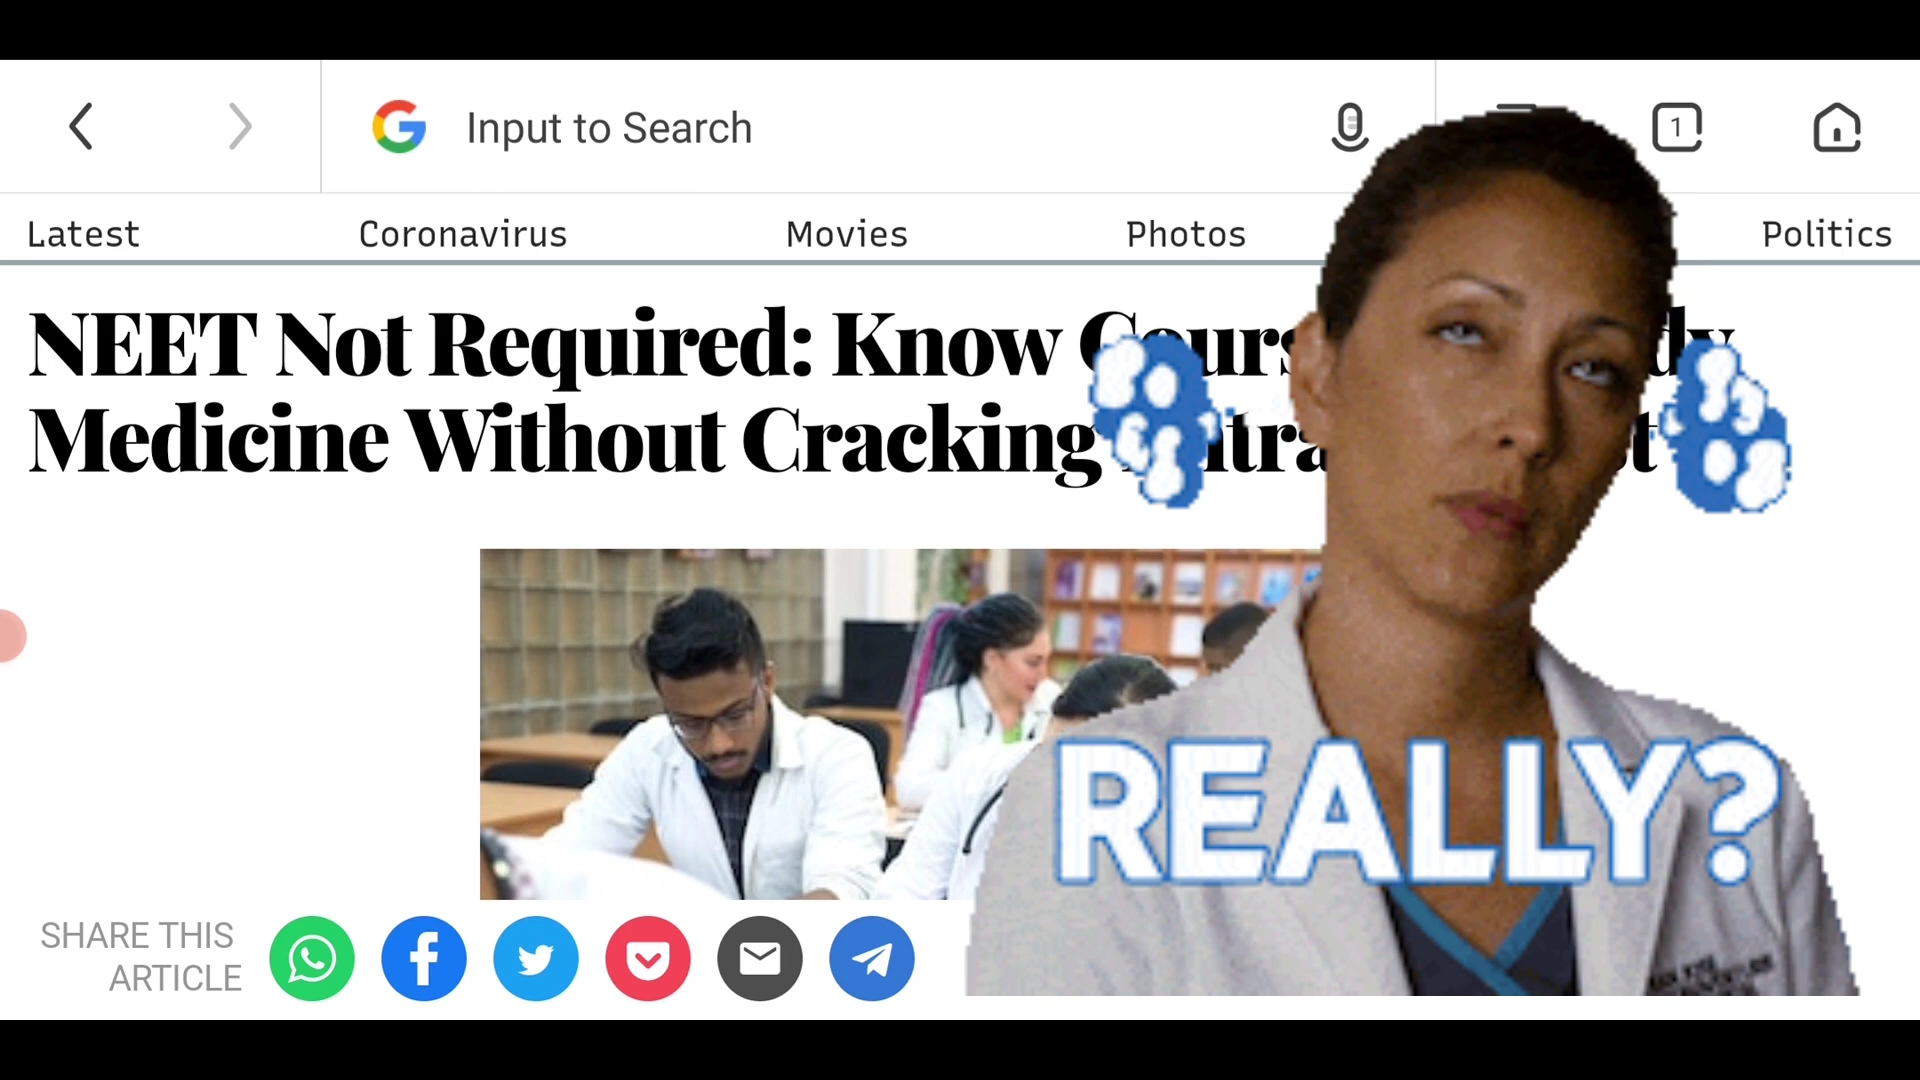 Input to Search
1
Latest Coronavirus Movies Photos Politics
NEET Not Required: Know
Medicine Without Cracking
REALLY?
SHARE THIS
ARTICLE